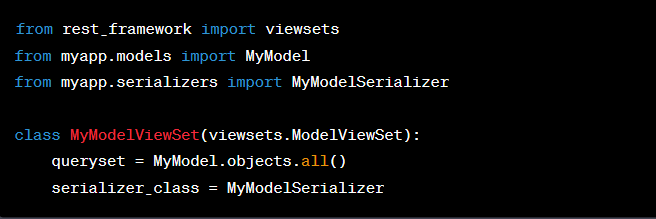 from rest_framework import viewsets
from myapp.models import MyModel
from myapp.serializers import MyModelSerializer

class MyModelViewSet(viewsets.ModelViewSet):
    queryset = MyModel.objects.all()
    serializer_class = MyModelSerializer